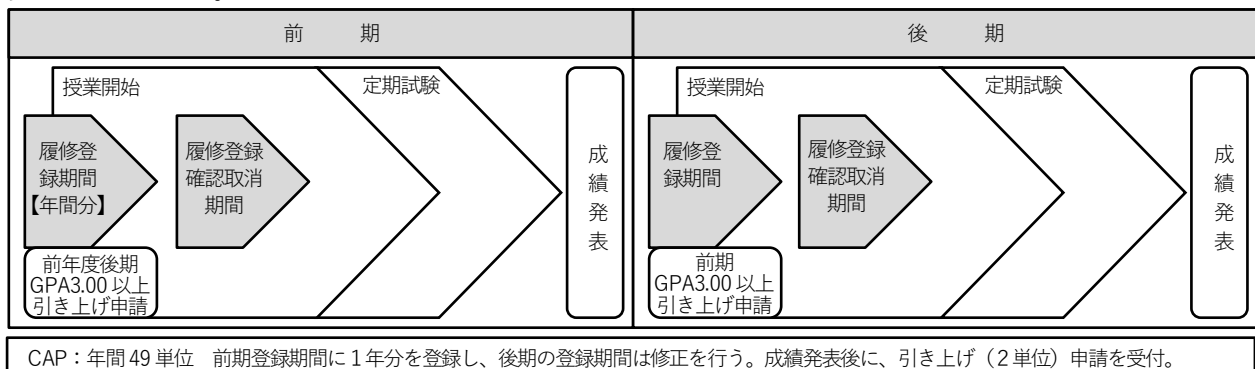 前 期
後 期
授業開始
定期試験
履修登
録期間
【年間分】
履修登録
確認取消
期間
成
績
発
表
前年度後期
GPA3.00 以上
引き上げ申請
授業開始
定期試験
履修登
録期間
履修登録
確認取消
期間
成
績
発
表
前期
GPA3.00 以上
引き上げ申請
CAP：年間 49 単位 前期登録期間に１年分を登録し、後期の登録期間は修正を行う。成績発表後に、引き上げ（２単位）申請を受付。